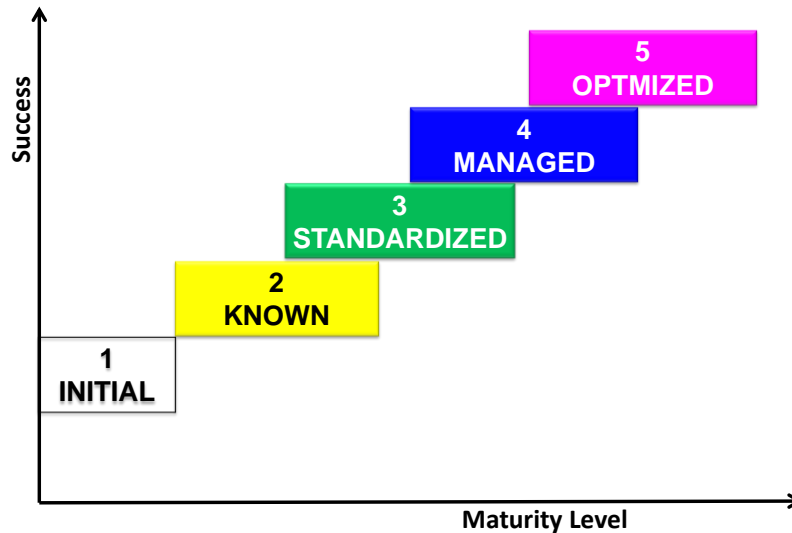 5
OPTMIZED
Success
4
MANAGED
3
STANDARDIZED
2
KNOWN
1
INITIAL
Maturity Level